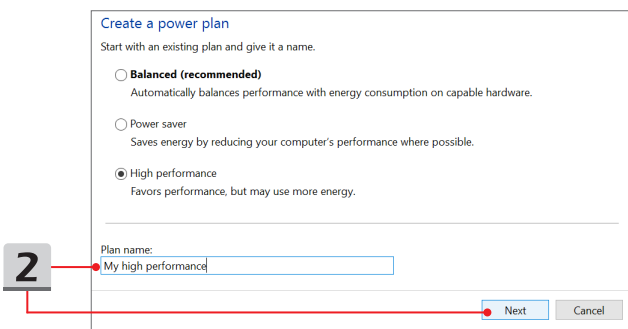 Create a power plan
Start with an existing plan and give it a name.
Balanced (recommended)
Automatically balances performance with energy consumption on capable hardware.
Power saver
Saves energy by reducing your computer's performance where possible.
High performance
Favors performance, but may use more energy.
Plan name:
My high performance
2
Next Cancel